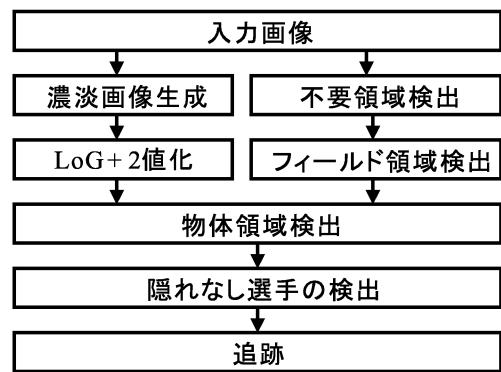 入力画像
濃淡画像生成
不要領域検出
LoG+2値化
フィールド領域検出
物体領域検出
隠れなし選手の検出
追跡